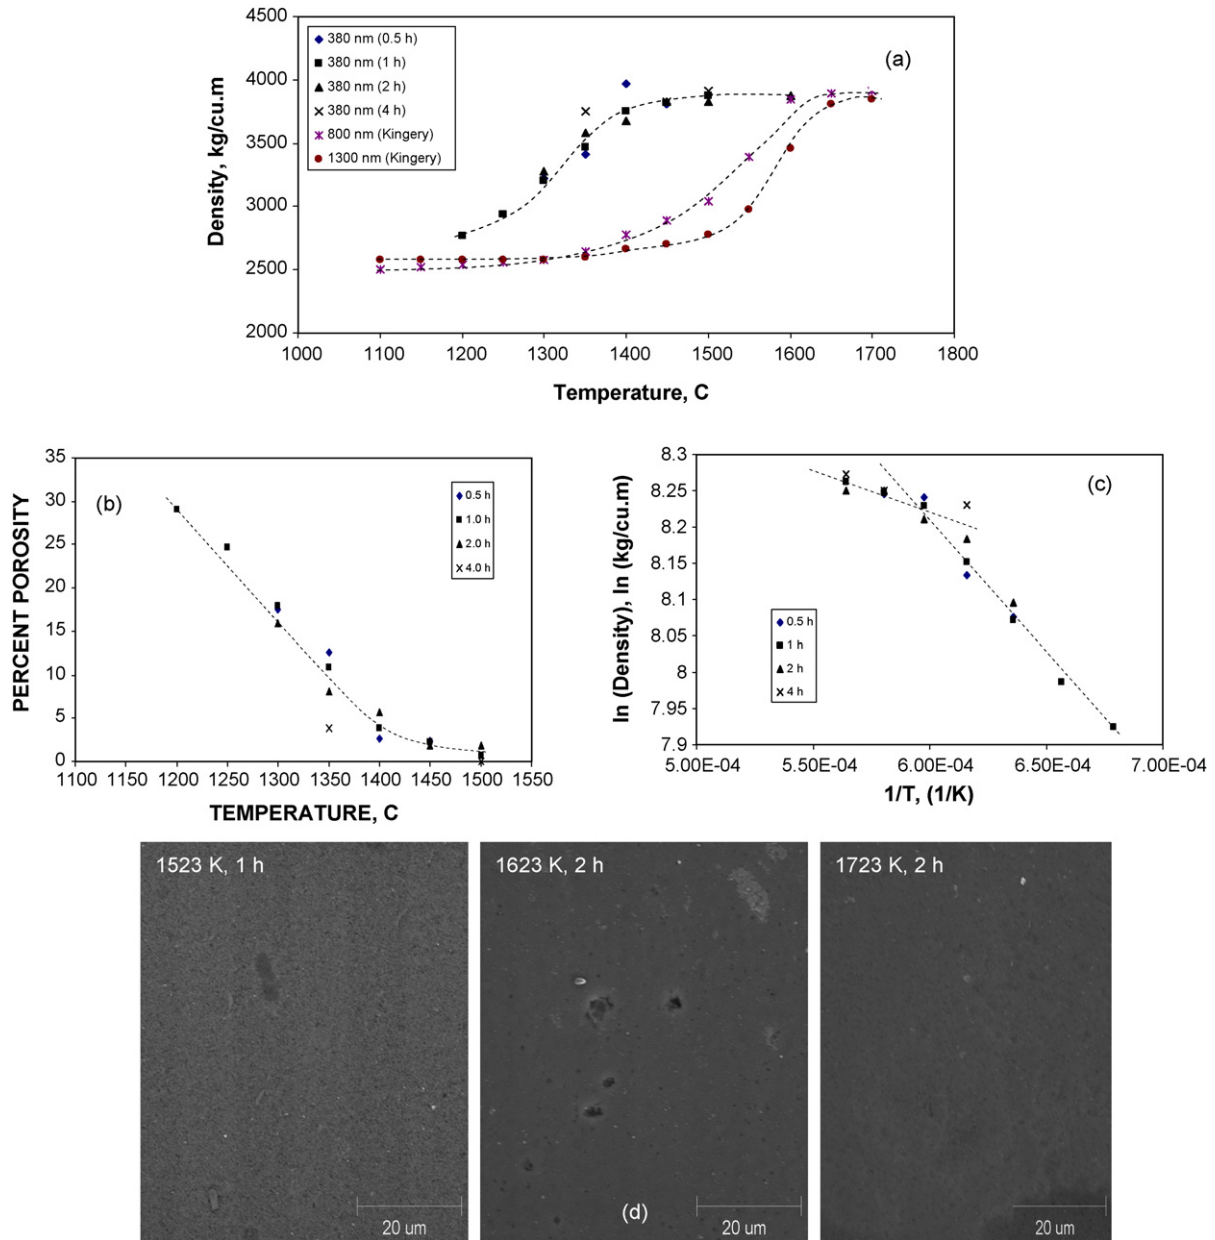 4500
4000
3500
3000
2500
2000
Density, kg/cu.m
380 nm (0.5 h)
380 nm (1 h)
380 nm (2 h)
380 nm (4 h)
800 nm (Kingery)
1300 nm (Kingery)
(a)
1000 1100 1200 1300 1400 1500 1600 1700 1800
Temperature, C
35
30
25
20
15
10
5
0
PERCENT POROSITY
(b)
0.5 h
1.0 h
2.0 h
4.0 h
1100 1150 1200 1250 1300 1350 1400 1450 1500 1550
TEMPERATURE, C
8.3
8.25
8.2
8.15
8.1
8.05
8
7.95
7.9
ln (Density), ln (kg/cu.m)
(c)
0.5 h
1 h
2 h
4 h
5.00E-04 5.50E-04 6.00E-04 6.50E-04 7.00E-04
1/T, (1/K)
1523 K, 1 h
20 um
1623 K, 2 h
(d)
20 um
1723 K, 2 h
20 um